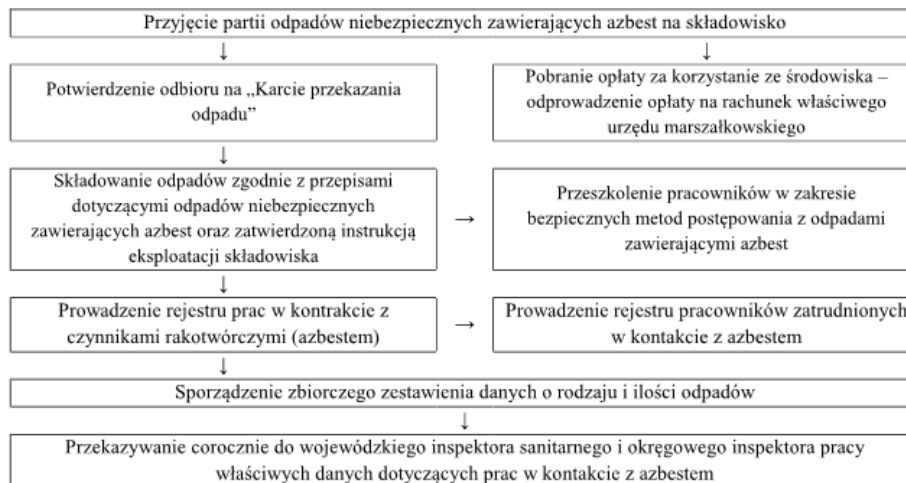 Przyjęcie partii odpadów niebezpiecznych zawierających azbest na składowisko
↓
↓
Potwierdzenie odbioru na „Karcie przekazania
odpadu”
Pobranie opłaty za korzystanie ze środowiska –
odprowadzenie opłaty na rachunek właściwego
urzędu marszałkowskiego
↓
Składowanie odpadów zgodnie z przepisami
dotyczącymi odpadów niebezpiecznych
zawierających azbest oraz zatwierdzoną instrukcją
eksploatacji składowiska
→
Przeszkolenie pracowników w zakresie
bezpiecznych metod postępowania z odpadami
zawierającymi azbest
↓
Prowadzenie rejestru prac w kontrakcie z
czynnikami rakotwórczymi (azbestem)
→
Prowadzenie rejestru pracowników zatrudnionych
w kontakcie z azbestem
↓
Sporządzenie zbiorczego zestawienia danych o rodzaju i ilości odpadów
↓
Przekazywanie corocznie do wojewódzkiego inspektora sanitarnego i okręgowego inspektora pracy
właściwych danych dotyczących prac w kontakcie z azbestem